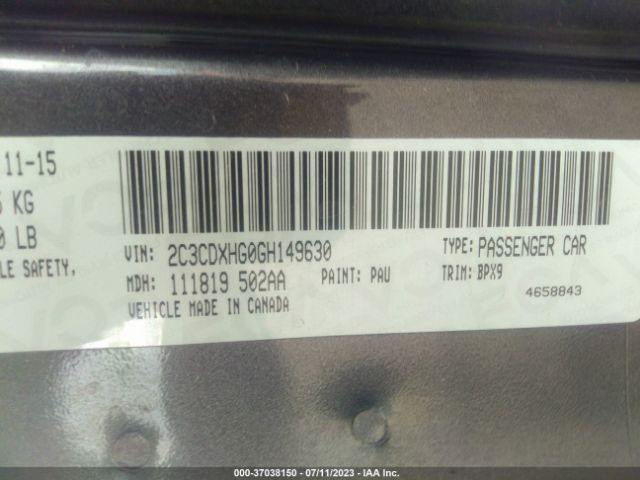 11-15
KG
LB
LE SAFETY,
VIN: 2C3CDXHG0GH149630
TYPE: PASSENGER CAR
MDH: 111819 502AA
PAINT: PAU
TRIM: BPX9
VEHICLE MADE IN CANADA
4658843
000-37038150 - 07/11/2023 - IAA Inc.